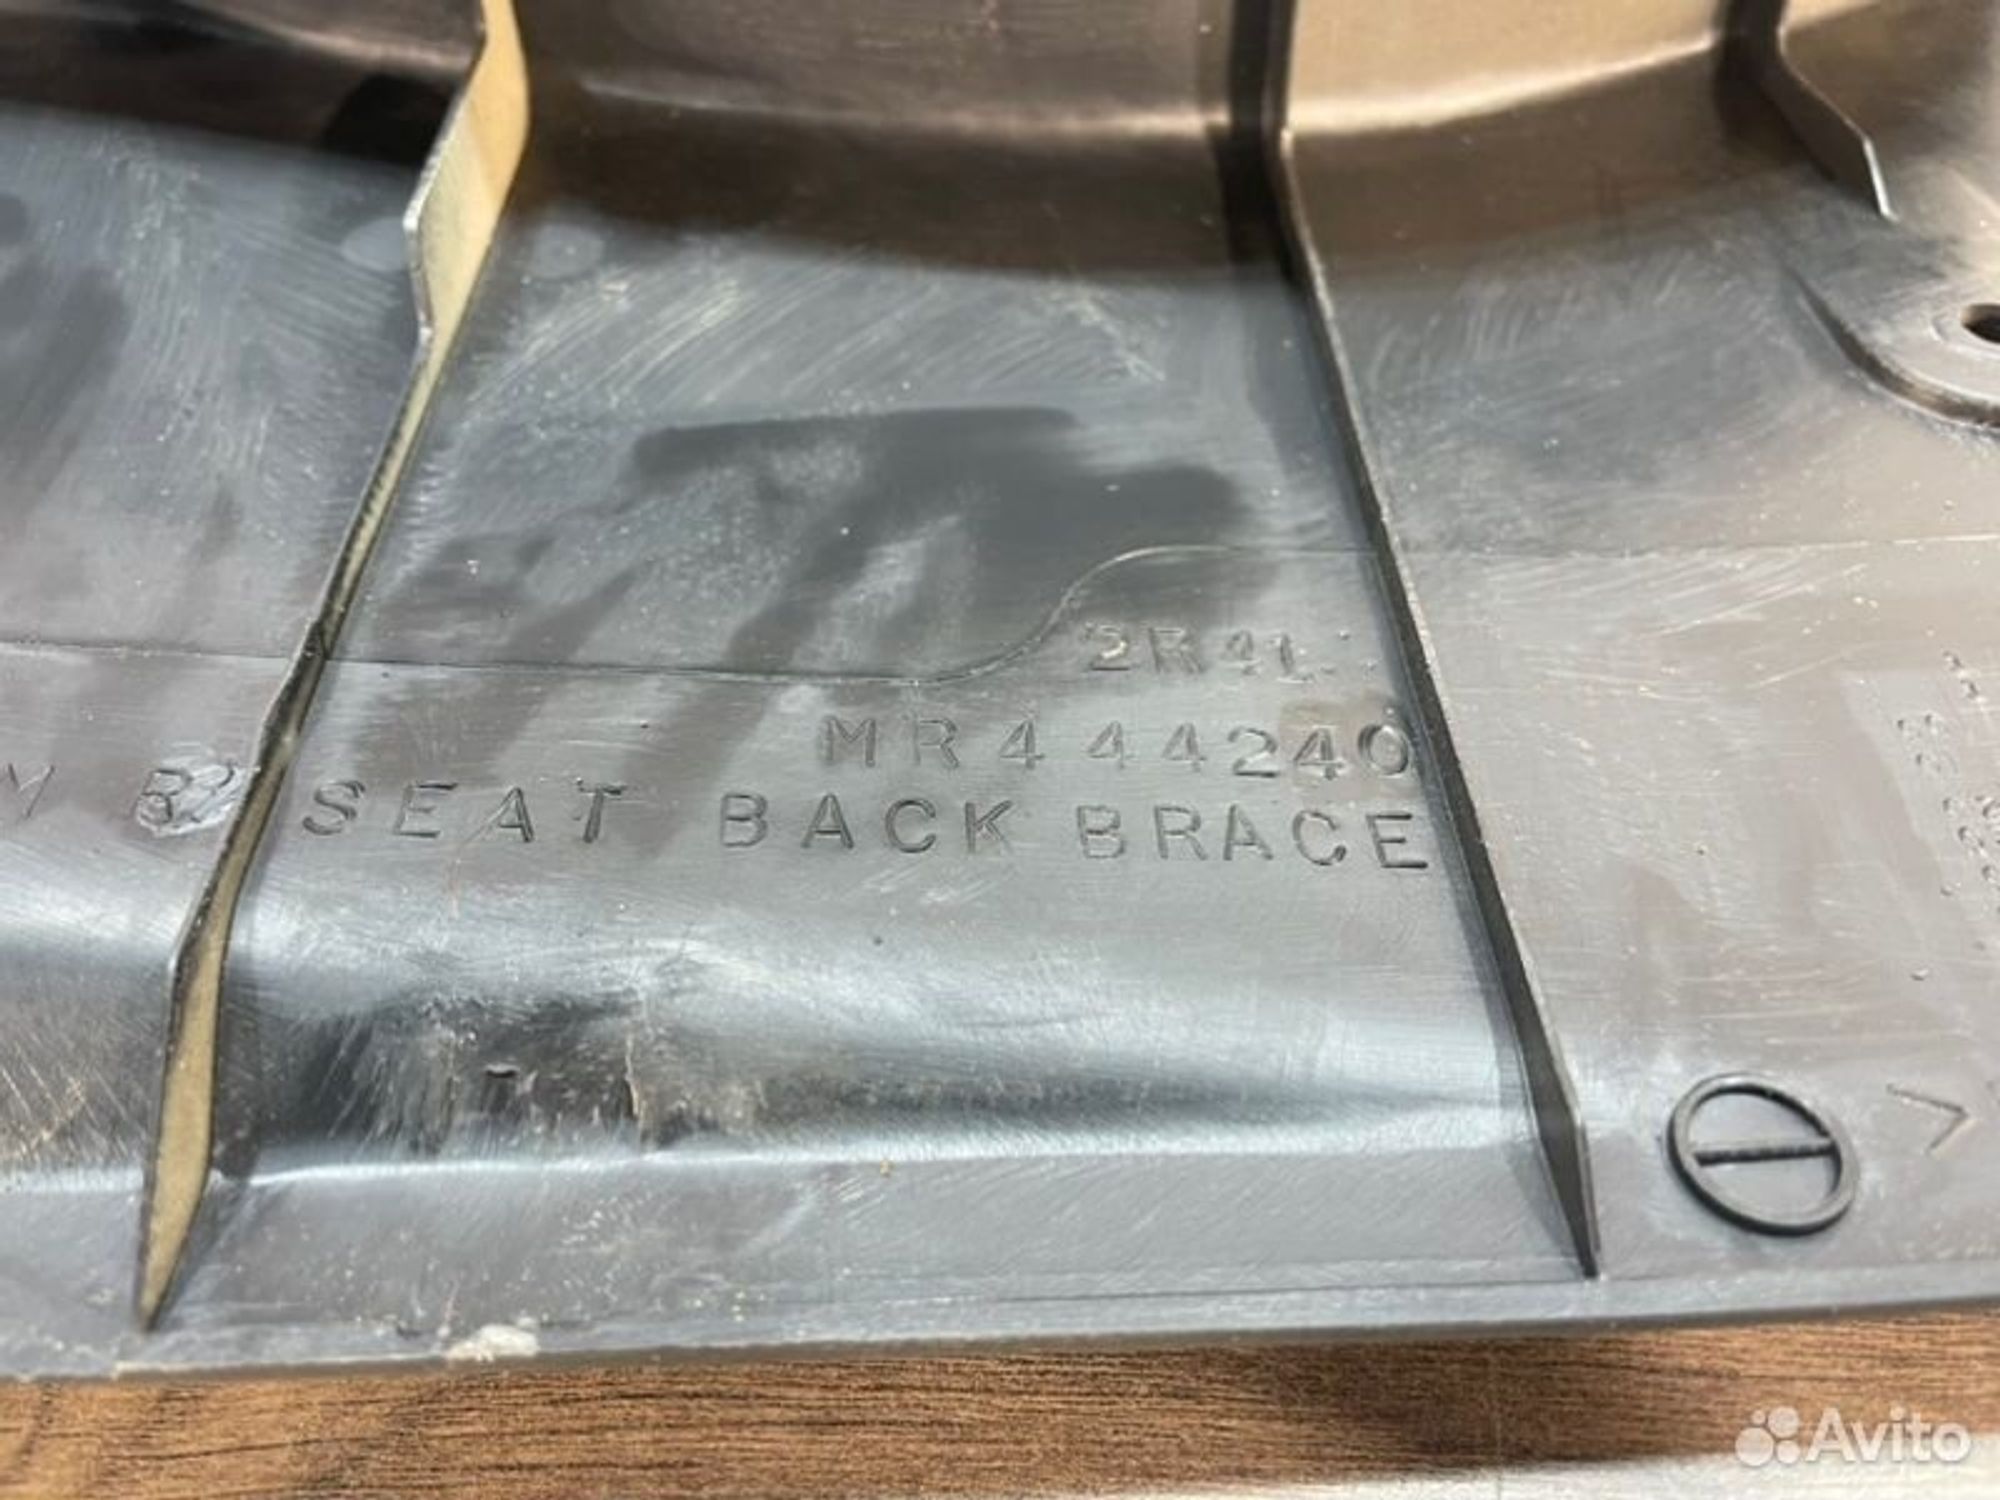 2R41
MR444240
SEAT BACK BRACE
Avito